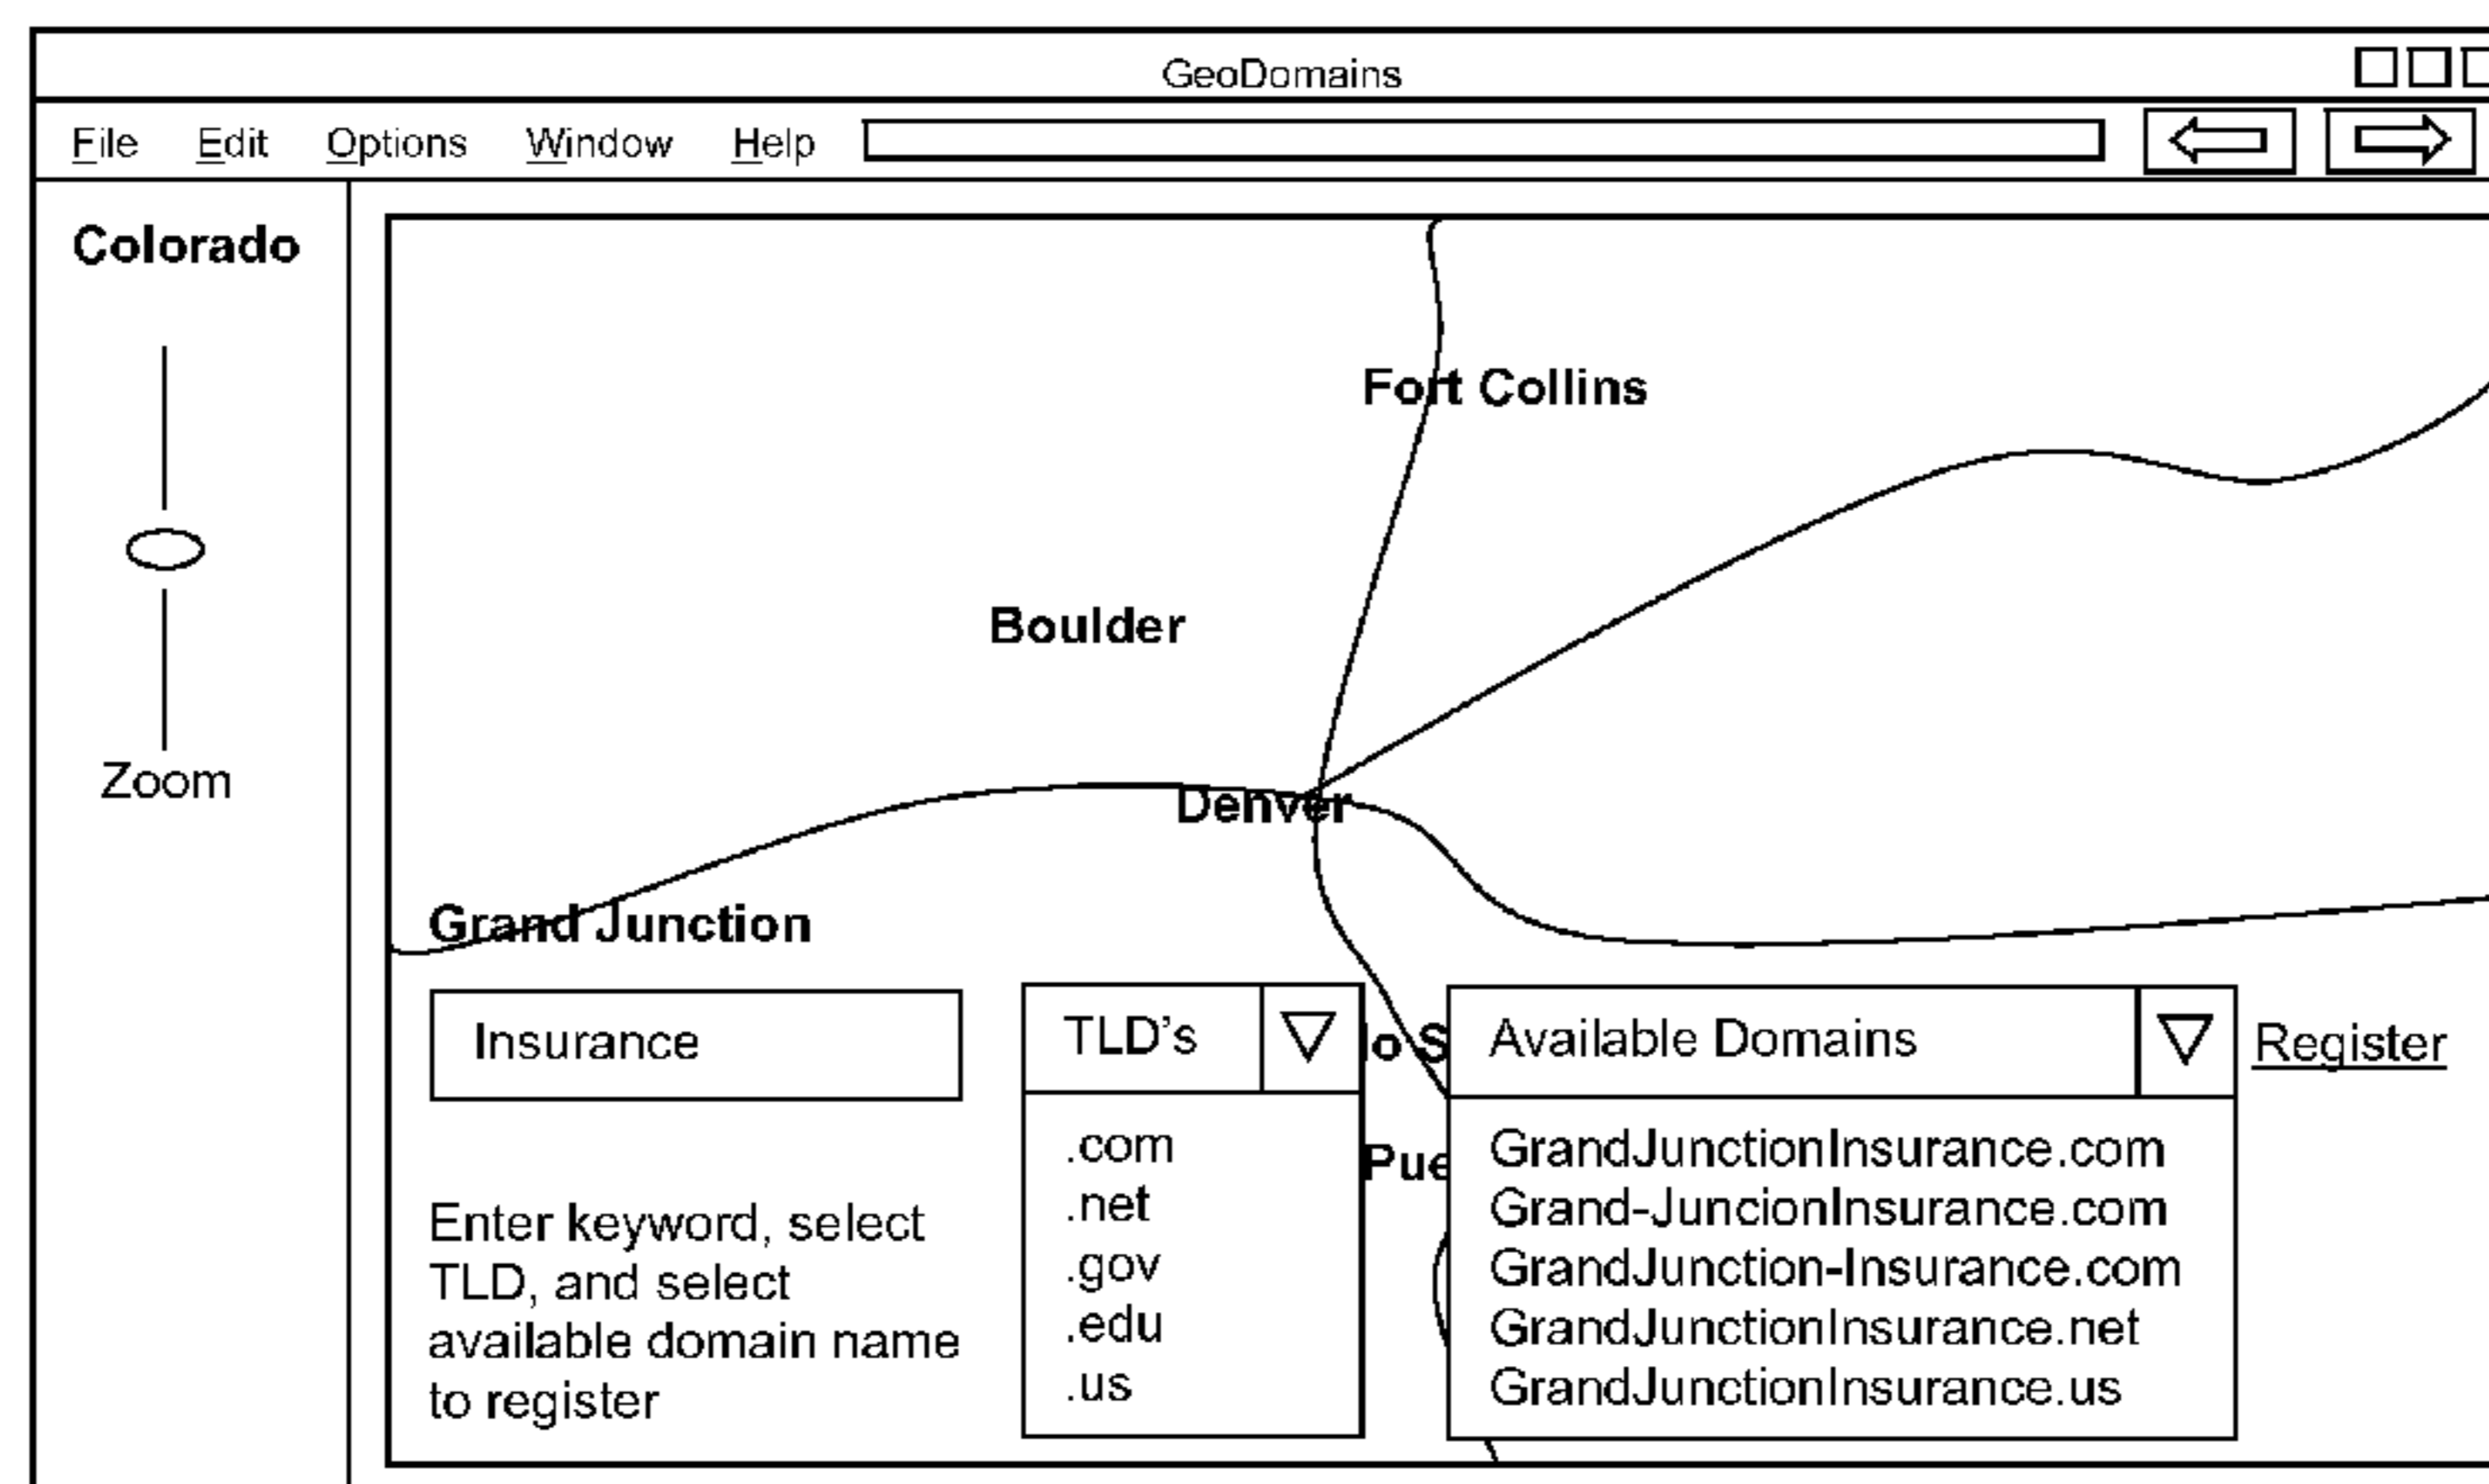 GeoDomains
File Edit Options Window Help
Colorado
Fort Collins
Boulder
Zoom
Denver
Grand Junction
Insurance
TLD's
lo S
Available Domains
Register
.com
.net
.gov
.edu
.us
Pue
GrandJunctionInsurance.com
Grand-JuncionInsurance.com
GrandJunction-Insurance.com
GrandJunctionInsurance.net
GrandJunctionInsurance.us
Enter keyword, select
TLD, and select
available domain name
to register